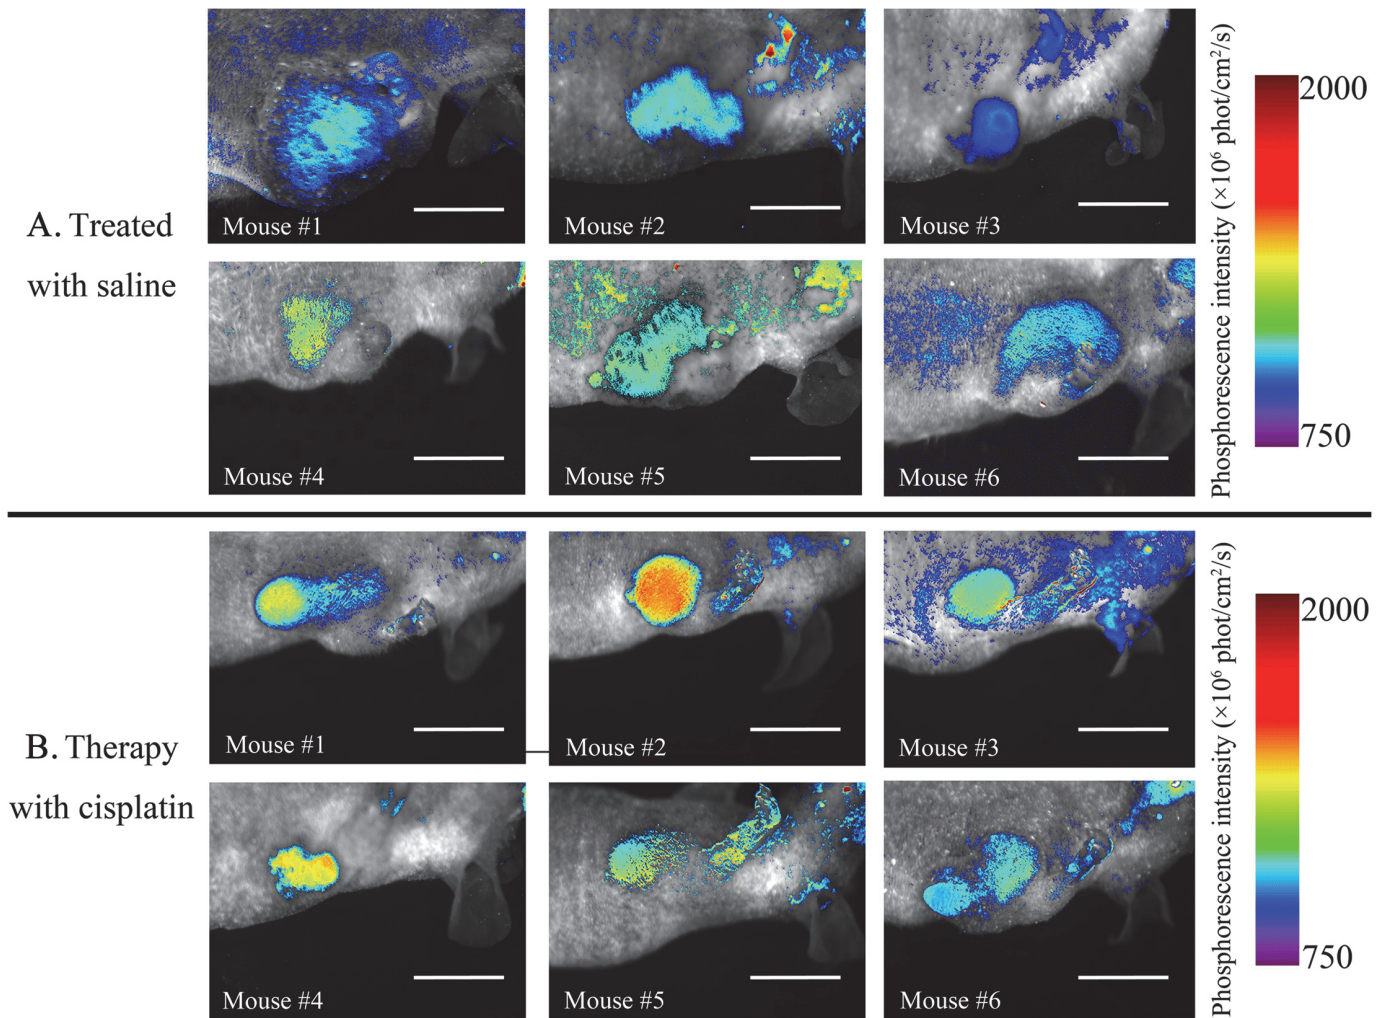 A. Treated
with saline
Mouse #1
Mouse #2
Mouse #3
Mouse #4
Mouse #5
Mouse #6
Phosphorescence intensity (×10⁶ phot/cm²/s)
2000
750
B. Therapy
with cisplatin
Mouse #1
Mouse #2
Mouse #3
Mouse #4
Mouse #5
Mouse #6
Phosphorescence intensity (×10⁶ phot/cm²/s)
2000
750